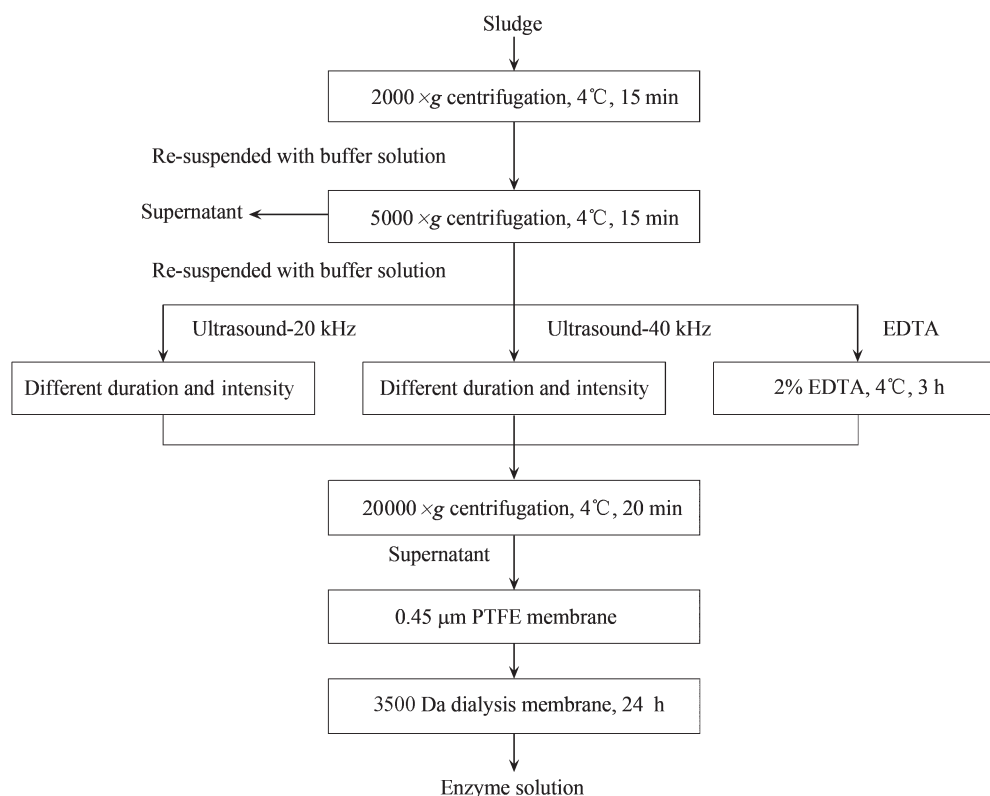 Sludge
2000 ×g centrifugation, 4℃, 15 min
Re-suspended with buffer solution
Supernatant
5000 ×g centrifugation, 4℃, 15 min
Re-suspended with buffer solution
Ultrasound-20 kHz
Ultrasound-40 kHz
EDTA
Different duration and intensity
Different duration and intensity
2% EDTA, 4℃, 3 h
20000 ×g centrifugation, 4℃, 20 min
Supernatant
0.45 μm PTFE membrane
3500 Da dialysis membrane, 24 h
Enzyme solution